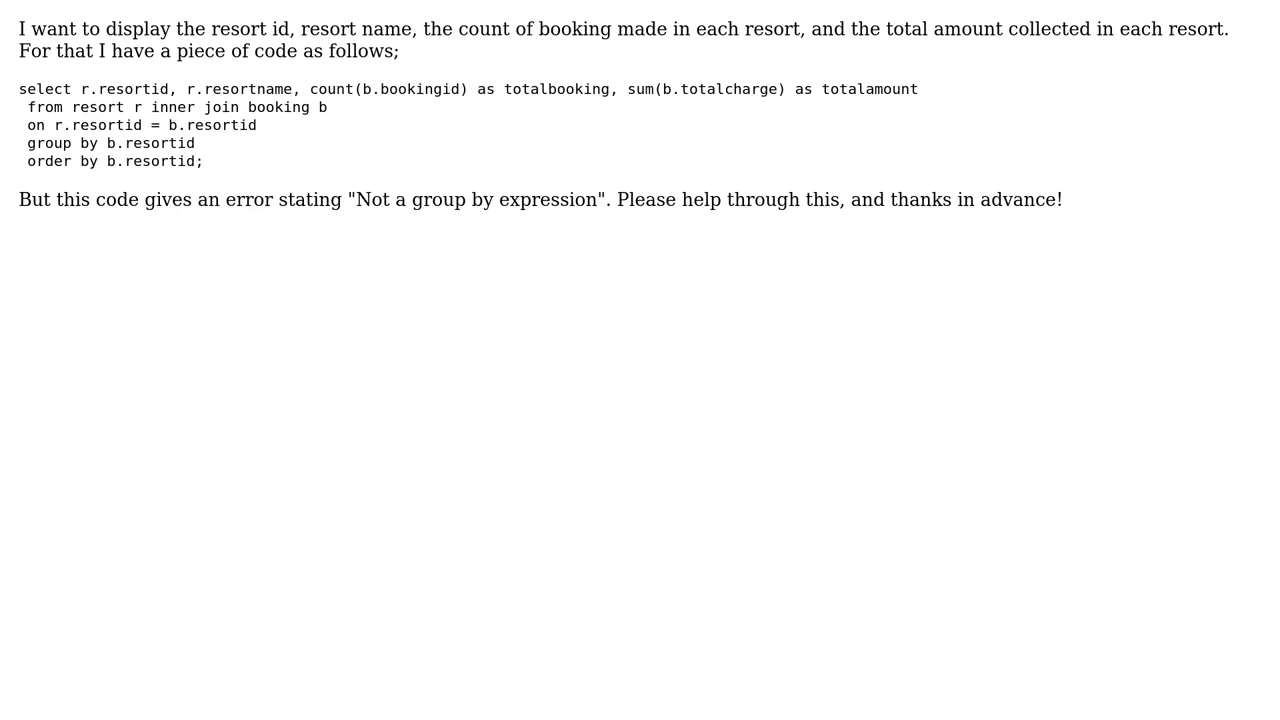 I want to display the resort id, resort name, the count of booking made in each resort, and the total amount collected in each resort.
For that I have a piece of code as follows;
select r.resortid, r.resortname, count(b.bookingid) as totalbooking, sum(b.totalcharge) as totalamount
from resort r inner join booking b
on r.resortid = b.resortid
group by b.resortid
order by b.resortid;
But this code gives an error stating "Not a group by expression". Please help through this, and thanks in advance!